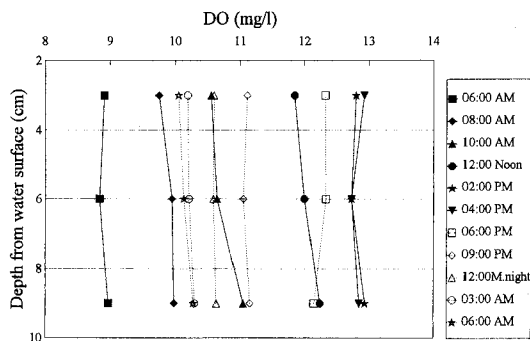 DO (mg/l)
8 9 10 11 12 13 14
Depth from water surface (cm)
2
4
6
8
10
06:00 AM
08:00 AM
10:00 AM
12:00 Noon
02:00 PM
04:00 PM
06:00 PM
09:00 PM
12:00M.night
03:00 AM
06:00 AM